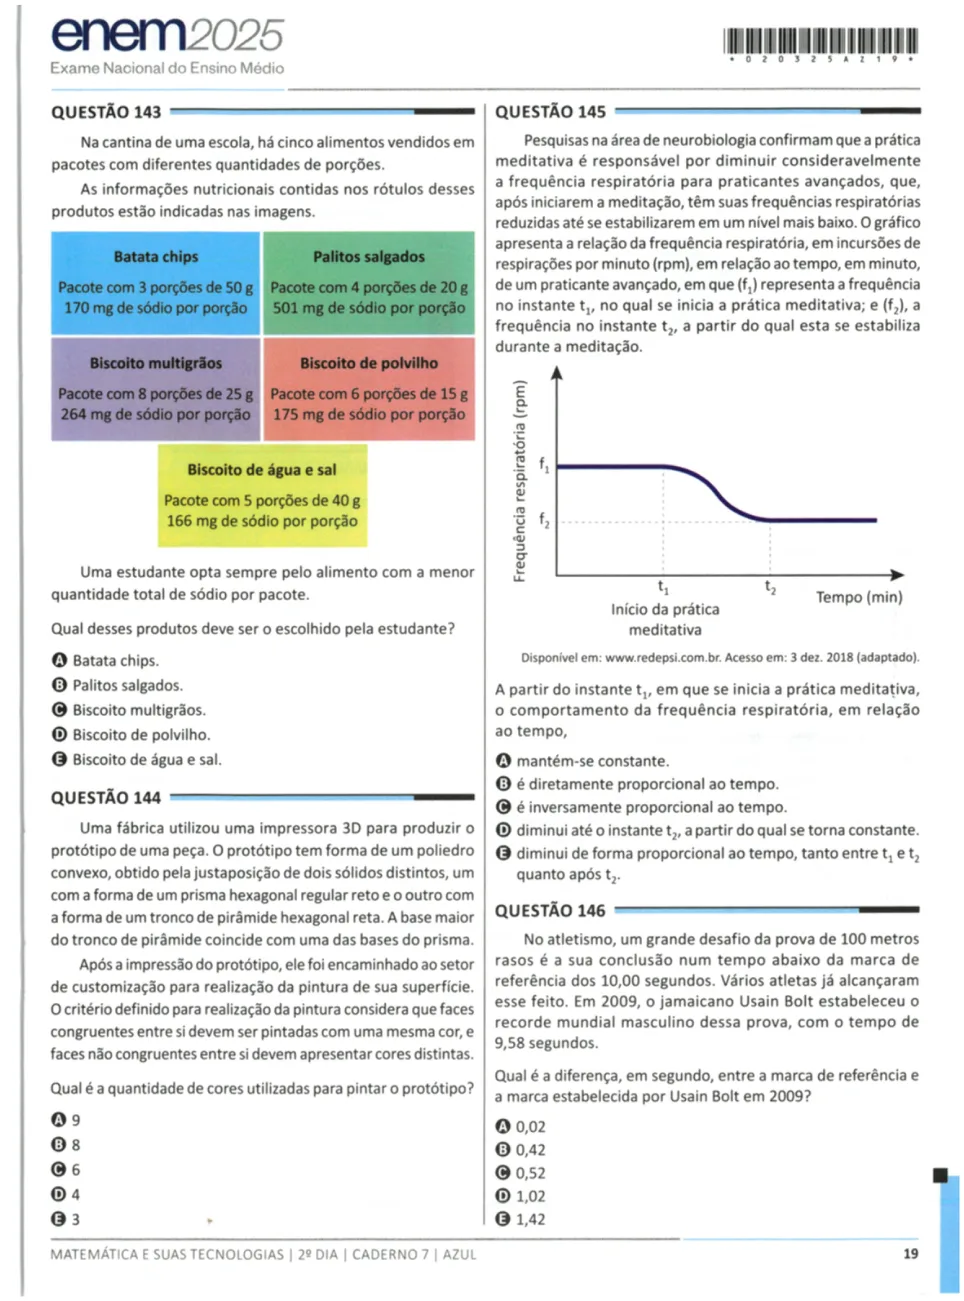 enem2025
Exame Nacional do Ensino Médio
* 0 2 0 3 2 5 A Z 1 9 *
QUESTÃO 143
Na cantina de uma escola, há cinco alimentos vendidos em
pacotes com diferentes quantidades de porções.
As informações nutricionais contidas nos rótulos desses
produtos estão indicadas nas imagens.
Batata chips
Pacote com 3 porções de 50 g
170 mg de sódio por porção
Palitos salgados
Pacote com 4 porções de 20 g
501 mg de sódio por porção
Biscoito multigrãos
Pacote com 8 porções de 25 g
264 mg de sódio por porção
Biscoito de polvilho
Pacote com 6 porções de 15 g
175 mg de sódio por porção
Biscoito de água e sal
Pacote com 5 porções de 40 g
166 mg de sódio por porção
Uma estudante opta sempre pelo alimento com a menor
quantidade total de sódio por pacote.
Qual desses produtos deve ser o escolhido pela estudante?
A Batata chips.
B Palitos salgados.
C Biscoito multigrãos.
D Biscoito de polvilho.
E Biscoito de água e sal.
QUESTÃO 144
Uma fábrica utilizou uma impressora 3D para produzir o
protótipo de uma peça. O protótipo tem forma de um poliedro
convexo, obtido pela justaposição de dois sólidos distintos, um
com a forma de um prisma hexagonal regular reto e o outro com
a forma de um tronco de pirâmide hexagonal reta. A base maior
do tronco de pirâmide coincide com uma das bases do prisma.
Após a impressão do protótipo, ele foi encaminhado ao setor
de customização para realização da pintura de sua superfície.
O critério definido para realização da pintura considera que faces
congruentes entre si devem ser pintadas com uma mesma cor, e
faces não congruentes entre si devem apresentar cores distintas.
Qual é a quantidade de cores utilizadas para pintar o protótipo?
A 9
B 8
C 6
D 4
E 3
QUESTÃO 145
Pesquisas na área de neurobiologia confirmam que a prática
meditativa é responsável por diminuir consideravelmente
a frequência respiratória para praticantes avançados, que,
após iniciarem a meditação, têm suas frequências respiratórias
reduzidas até se estabilizarem em um nível mais baixo. O gráfico
apresenta a relação da frequência respiratória, em incursões de
respirações por minuto (rpm), em relação ao tempo, em minuto,
de um praticante avançado, em que (f₁) representa a frequência
no instante t₁, no qual se inicia a prática meditativa; e (f₂), a
frequência no instante t₂, a partir do qual esta se estabiliza
durante a meditação.
Frequência respiratória (rpm)
f₁
f₂
t₁
t₂
Início da prática
meditativa
Tempo (min)
Disponível em: www.redepsi.com.br. Acesso em: 3 dez. 2018 (adaptado).
A partir do instante t₁, em que se inicia a prática meditativa,
o comportamento da frequência respiratória, em relação
ao tempo,
A mantém-se constante.
B é diretamente proporcional ao tempo.
C é inversamente proporcional ao tempo.
D diminui até o instante t₂, a partir do qual se torna constante.
E diminui de forma proporcional ao tempo, tanto entre t₁ e t₂
quanto após t₂.
QUESTÃO 146
No atletismo, um grande desafio da prova de 100 metros
rasos é a sua conclusão num tempo abaixo da marca de
referência dos 10,00 segundos. Vários atletas já alcançaram
esse feito. Em 2009, o jamaicano Usain Bolt estabeleceu o
recorde mundial masculino dessa prova, com o tempo de
9,58 segundos.
Qual é a diferença, em segundo, entre a marca de referência e
a marca estabelecida por Usain Bolt em 2009?
A 0,02
B 0,42
C 0,52
D 1,02
E 1,42
MATEMÁTICA E SUAS TECNOLOGIAS | 2º DIA | CADERNO 7 | AZUL
19